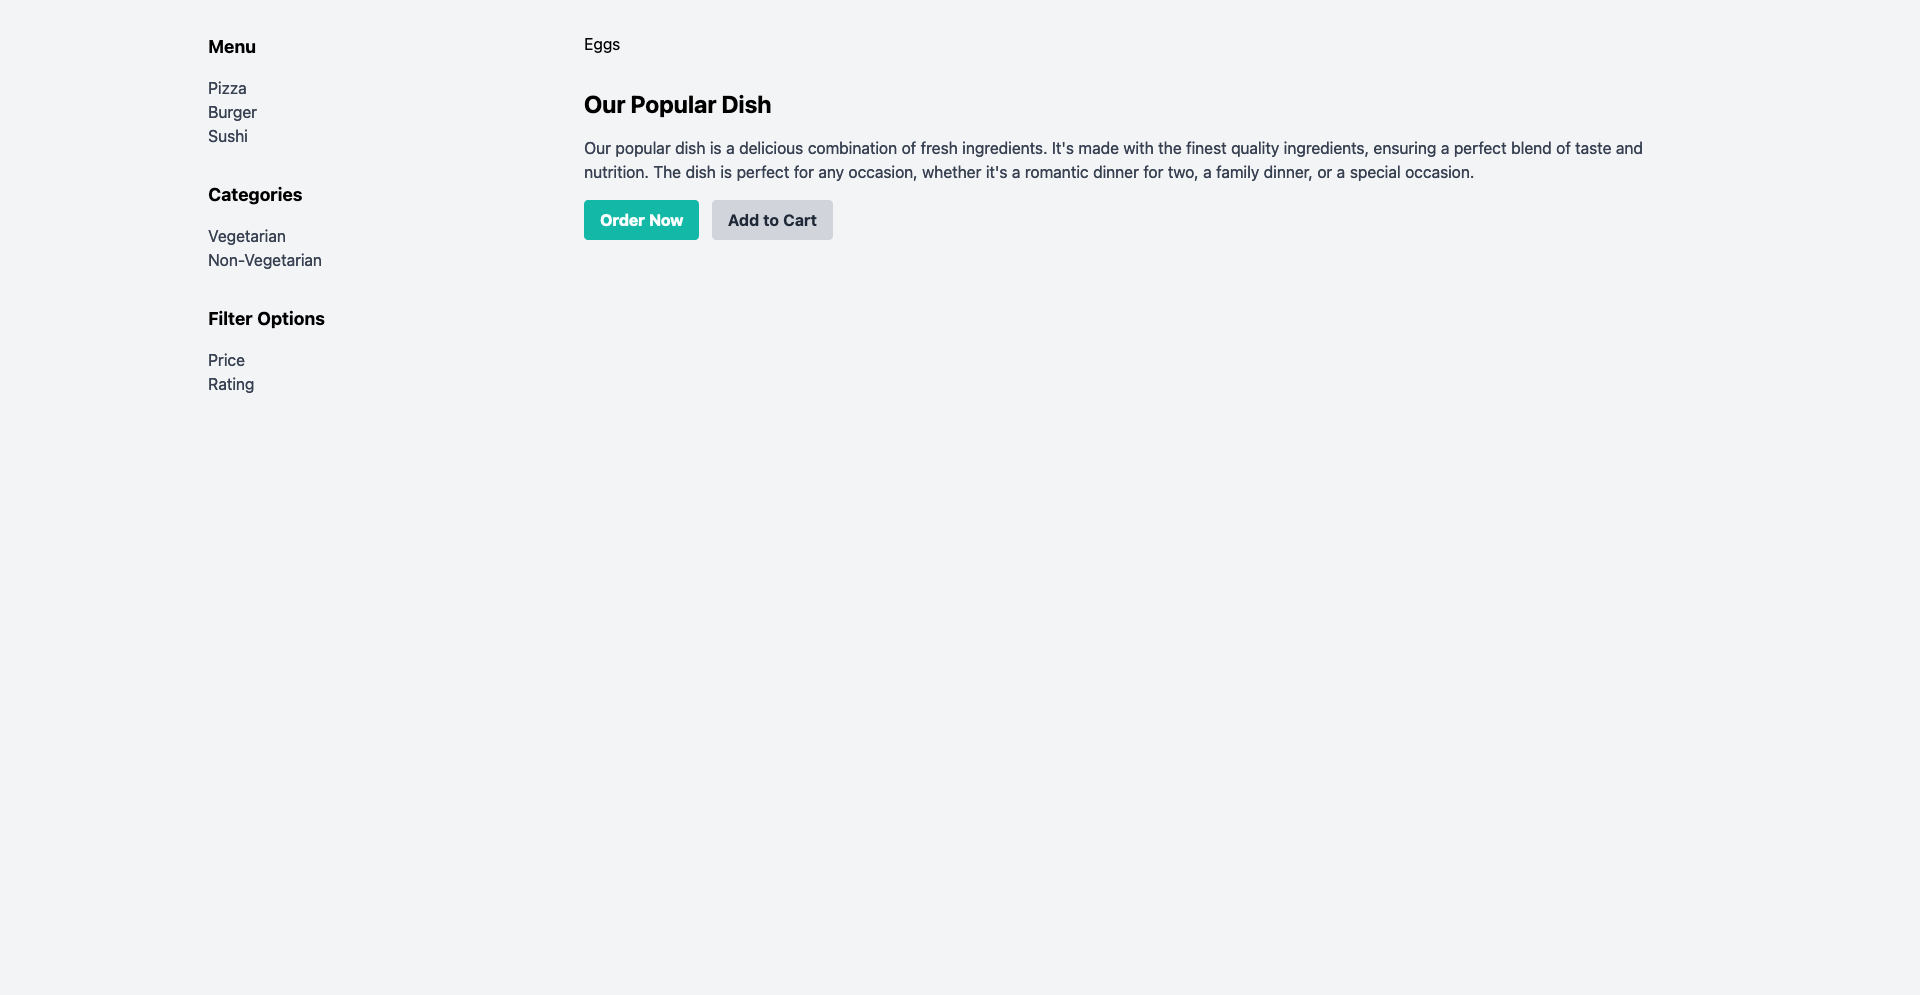 Menu
Pizza
Burger
Sushi
Categories
Vegetarian
Non-Vegetarian
Filter Options
Price
Rating
Eggs
Our Popular Dish
Our popular dish is a delicious combination of fresh ingredients. It's made with the finest quality ingredients, ensuring a perfect blend of taste and
nutrition. The dish is perfect for any occasion, whether it's a romantic dinner for two, a family dinner, or a special occasion.
Order Now
Add to Cart